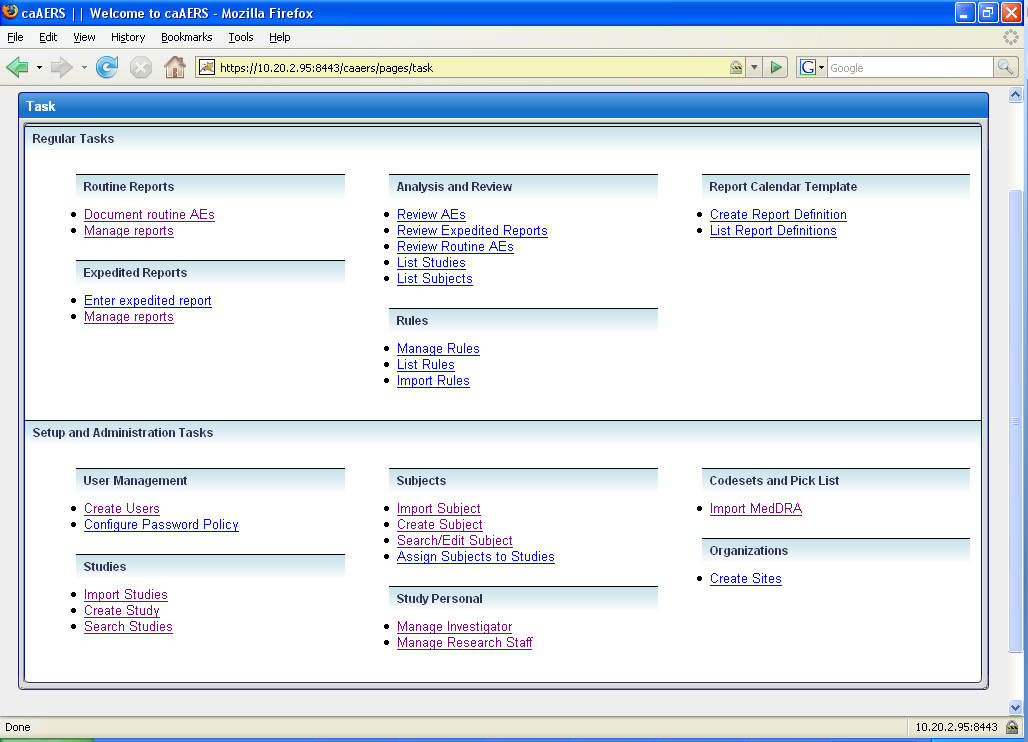 caAERS | | Welcome to caAERS - Mozilla Firefox
File Edit View History Bookmarks Tools Help
https://10.20.2.95:8443/caaers/pages/task
G
Google
Task
Regular Tasks
Routine Reports
Document routine AEs
Manage reports
Expedited Reports
Enter expedited report
Manage reports
Analysis and Review
Review AEs
Review Expedited Reports
Review Routine AEs
List Studies
List Subjects
Rules
Manage Rules
List Rules
Import Rules
Report Calendar Template
Create Report Definition
List Report Definitions
Setup and Administration Tasks
User Management
Create Users
Configure Password Policy
Studies
Import Studies
Create Study
Search Studies
Subjects
Import Subject
Create Subject
Search/Edit Subject
Assign Subjects to Studies
Study Personal
Manage Investigator
Manage Research Staff
Codesets and Pick List
Import MedDRA
Organizations
Create Sites
Done
10.20.2.95:8443